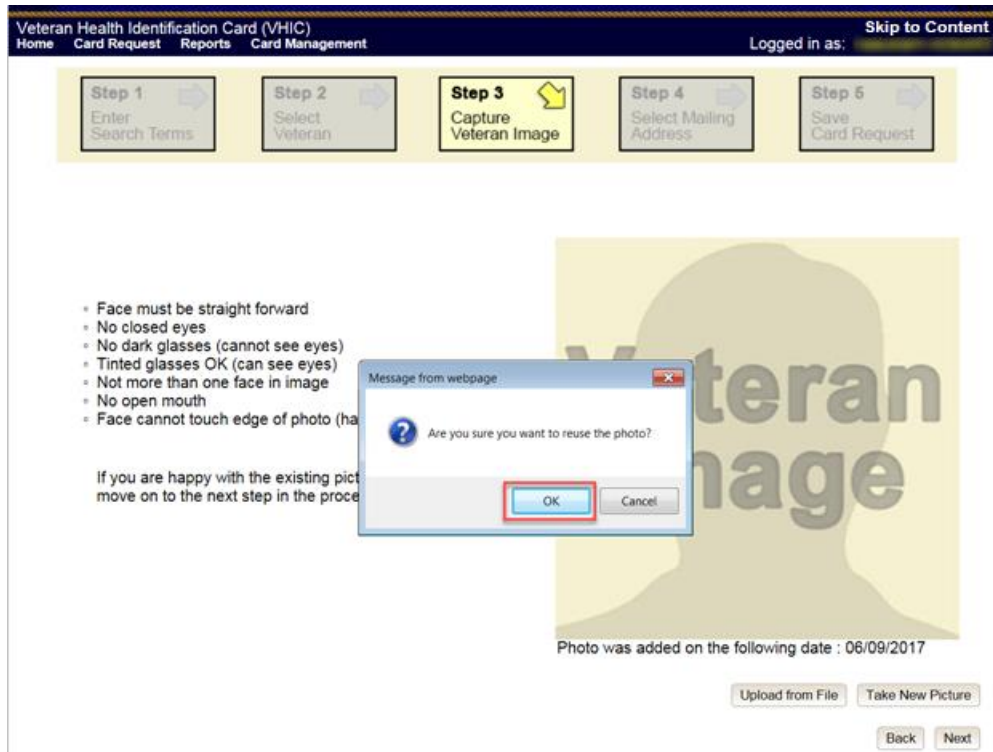 Veteran Health Identification Card (VHIC)
Skip to Content
Home Card Request Reports Card Management
Logged in as:
Step 1
Enter
Search Terms
Step 2
Select
Veteran
Step 3
Capture
Veteran Image
Step 4
Select Mailing
Address
Step 5
Save
Card Request
Face must be straight forward
No closed eyes
No dark glasses (cannot see eyes)
Tinted glasses OK (can see eyes)
Not more than one face in image
No open mouth
Face cannot touch edge of photo (ha
If you are happy with the existing pict
move on to the next step in the proce
Message from webpage
Are you sure you want to reuse the photo?
OK Cancel
V teran
mage
Photo was added on the following date : 06/09/2017
Upload from File Take New Picture
Back Next